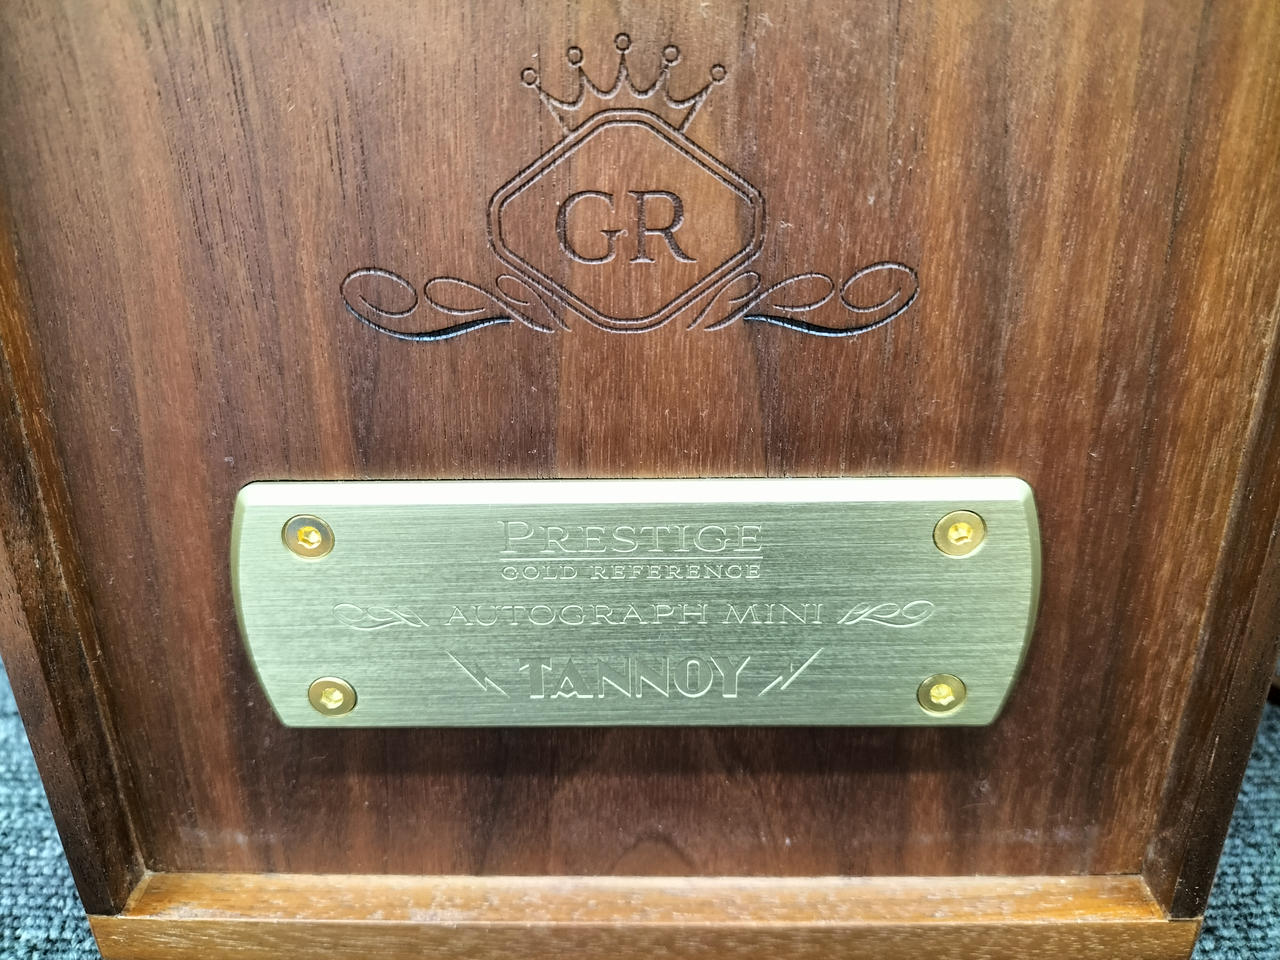 GR
PRESTIGE
GOLD REFERENCE
AUTOGRAPH MINI
TANNOY